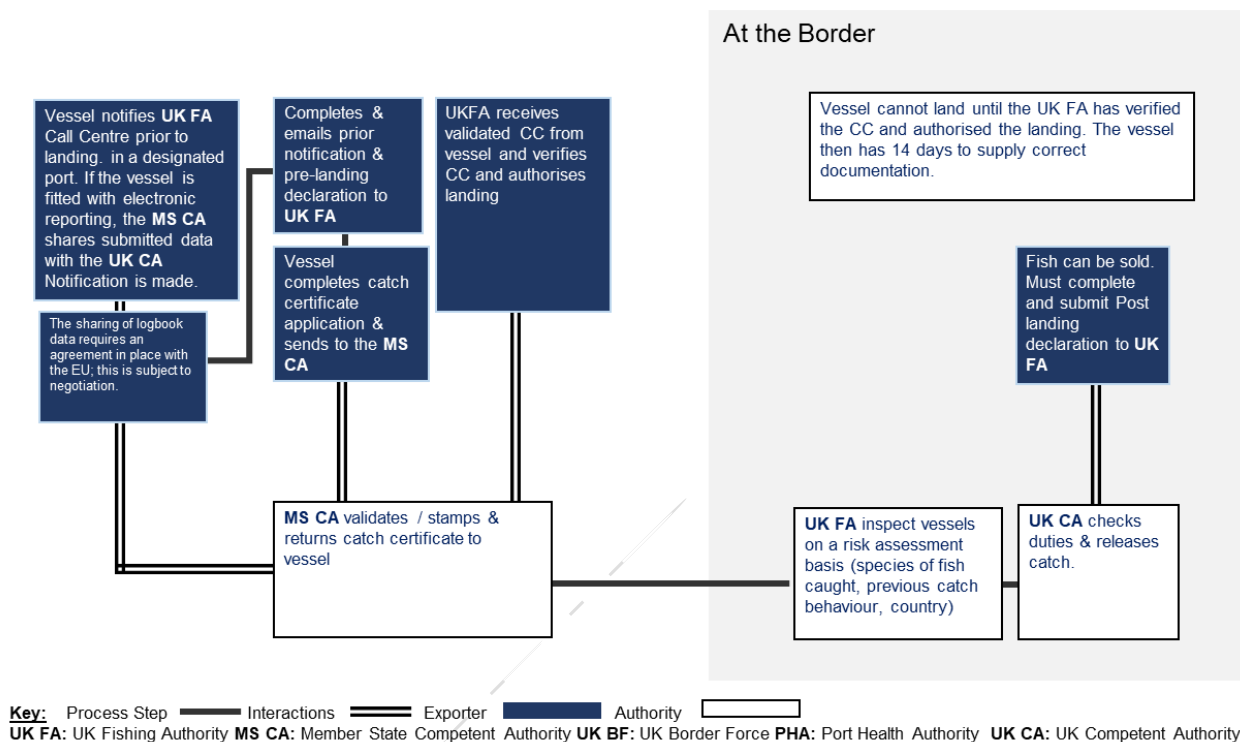 At the Border
Vessel notifies UK FA
Call Centre prior to
landing. in a designated
port. If the vessel is
fitted with electronic
reporting, the MS CA
shares submitted data
with the UK CA
Notification is made.
The sharing of logbook
data requires an
agreement in place with
the EU; this is subject to
negotiation.
Completes &
emails prior
notification &
pre-landing
declaration to
UK FA
Vessel
completes catch
certificate
application &
sends to the MS
CA
UKFA receives
validated CC from
vessel and verifies
CC and authorises
landing
MS CA validates / stamps &
returns catch certificate to
vessel
Vessel cannot land until the UK FA has verified
the CC and authorised the landing. The vessel
then has 14 days to supply correct
documentation.
UK FA inspect vessels
on a risk assessment
basis (species of fish
caught, previous catch
behaviour, country)
UK CA checks
duties & releases
catch.
Fish can be sold.
Must complete
and submit Post
landing
declaration to UK
FA
Key: Process Step Interactions Exporter Authority
UK FA: UK Fishing Authority MS CA: Member State Competent Authority UK BF: UK Border Force PHA: Port Health Authority UK CA: UK Competent Authority